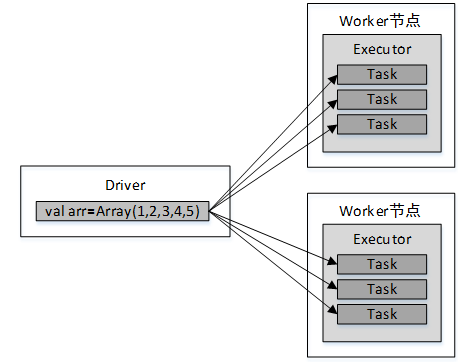 Worker节点
Executor
Task
Task
Task
Driver
val arr=Array(1,2,3,4,5)
Worker节点
Executor
Task
Task
Task